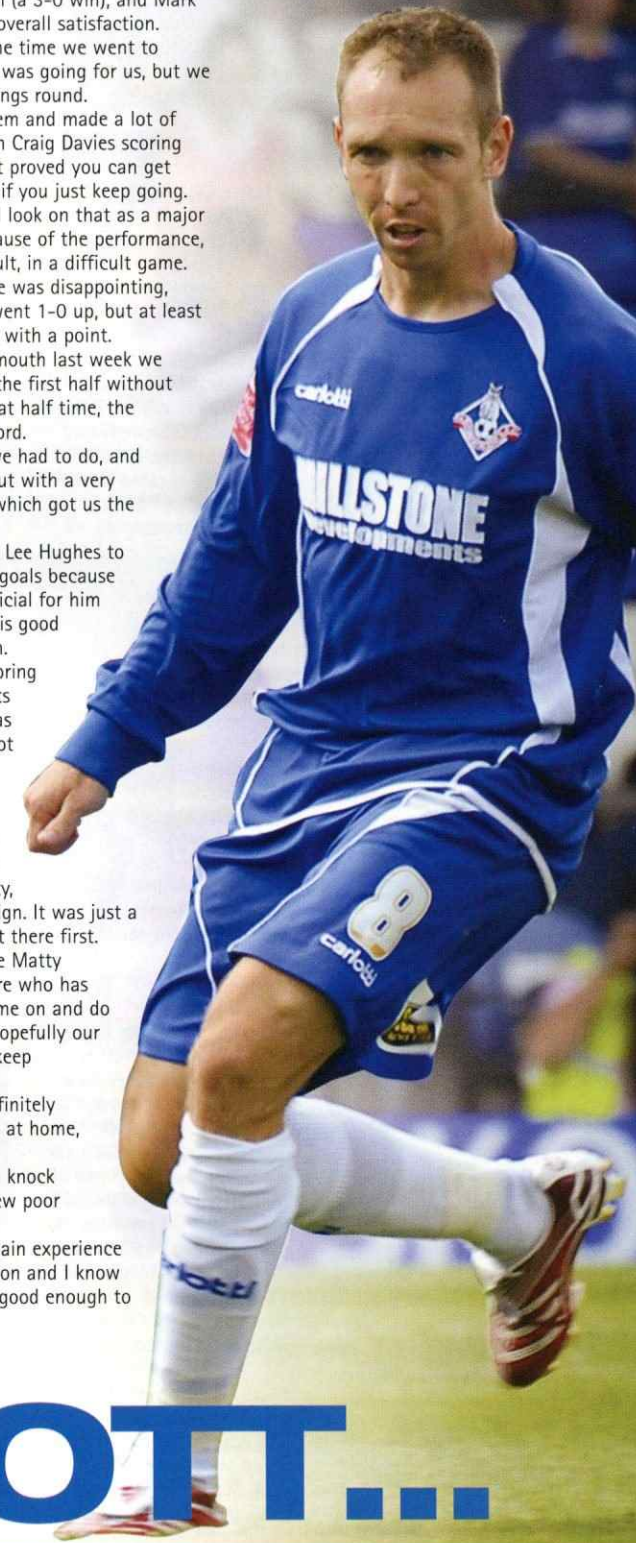 (a 3-0 win), and Mark
overall satisfaction.
ne time we went to
was going for us, but we
ngs round.
em and made a lot of
n Craig Davies scoring
t proved you can get
if you just keep going.
l look on that as a major
ause of the performance,
ult, in a difficult game.
e was disappointing,
vent 1-0 up, but at least
with a point.
mouth last week we
the first half without
at half time, the
ord.
ve had to do, and
ut with a very
which got us the
Lee Hughes to
goals because
icial for him
is good
n.
oring
ts
as
ot
ty,
ign. It was just a
t there first.
e Matty
re who has
me on and do
opefully our
keep
finitely
at home,
knock
ew poor
ain experience
on and I know
good enough to
carlotti
MILLSTONE
Developments
8
carlotti
rlotti
OTT...